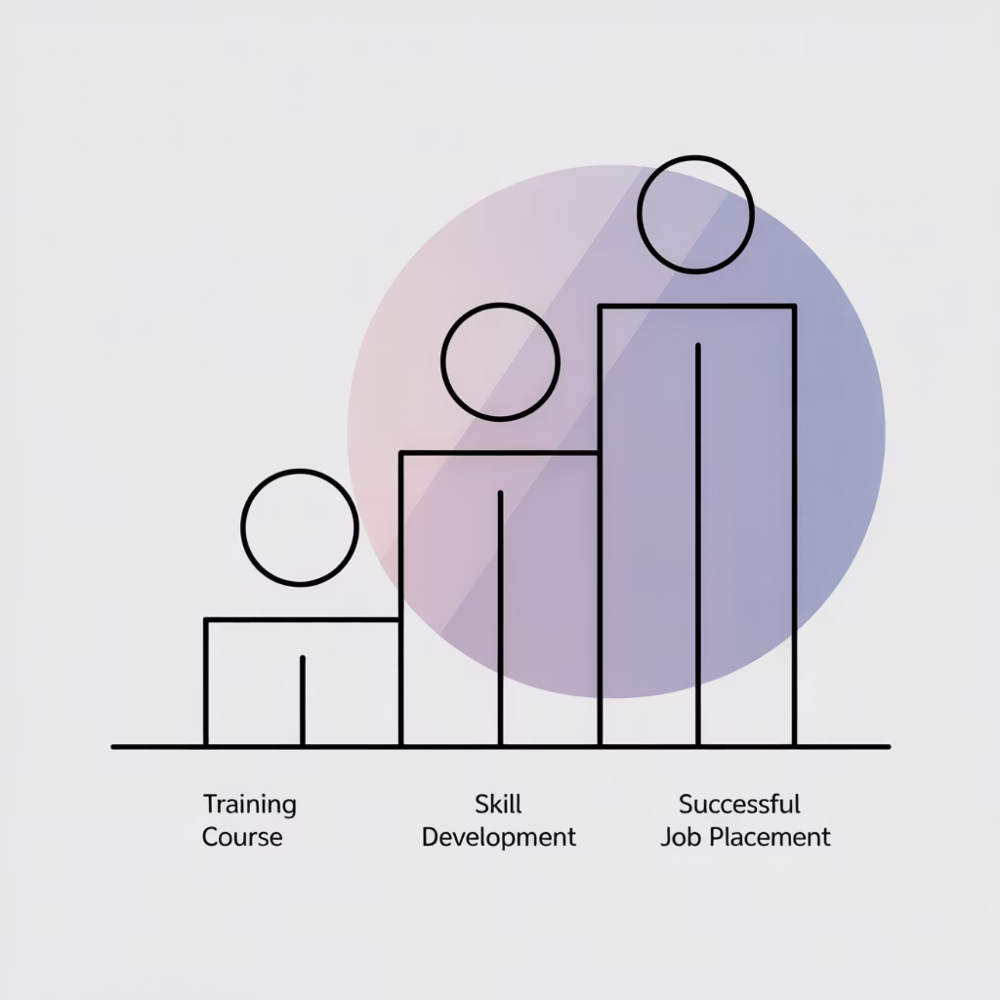 Training
Course
Skill
Development
Successful
Job Placement